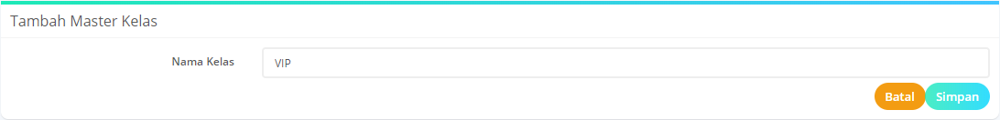 Tambah Master Kelas
Nama Kelas VIP
Batal Simpan